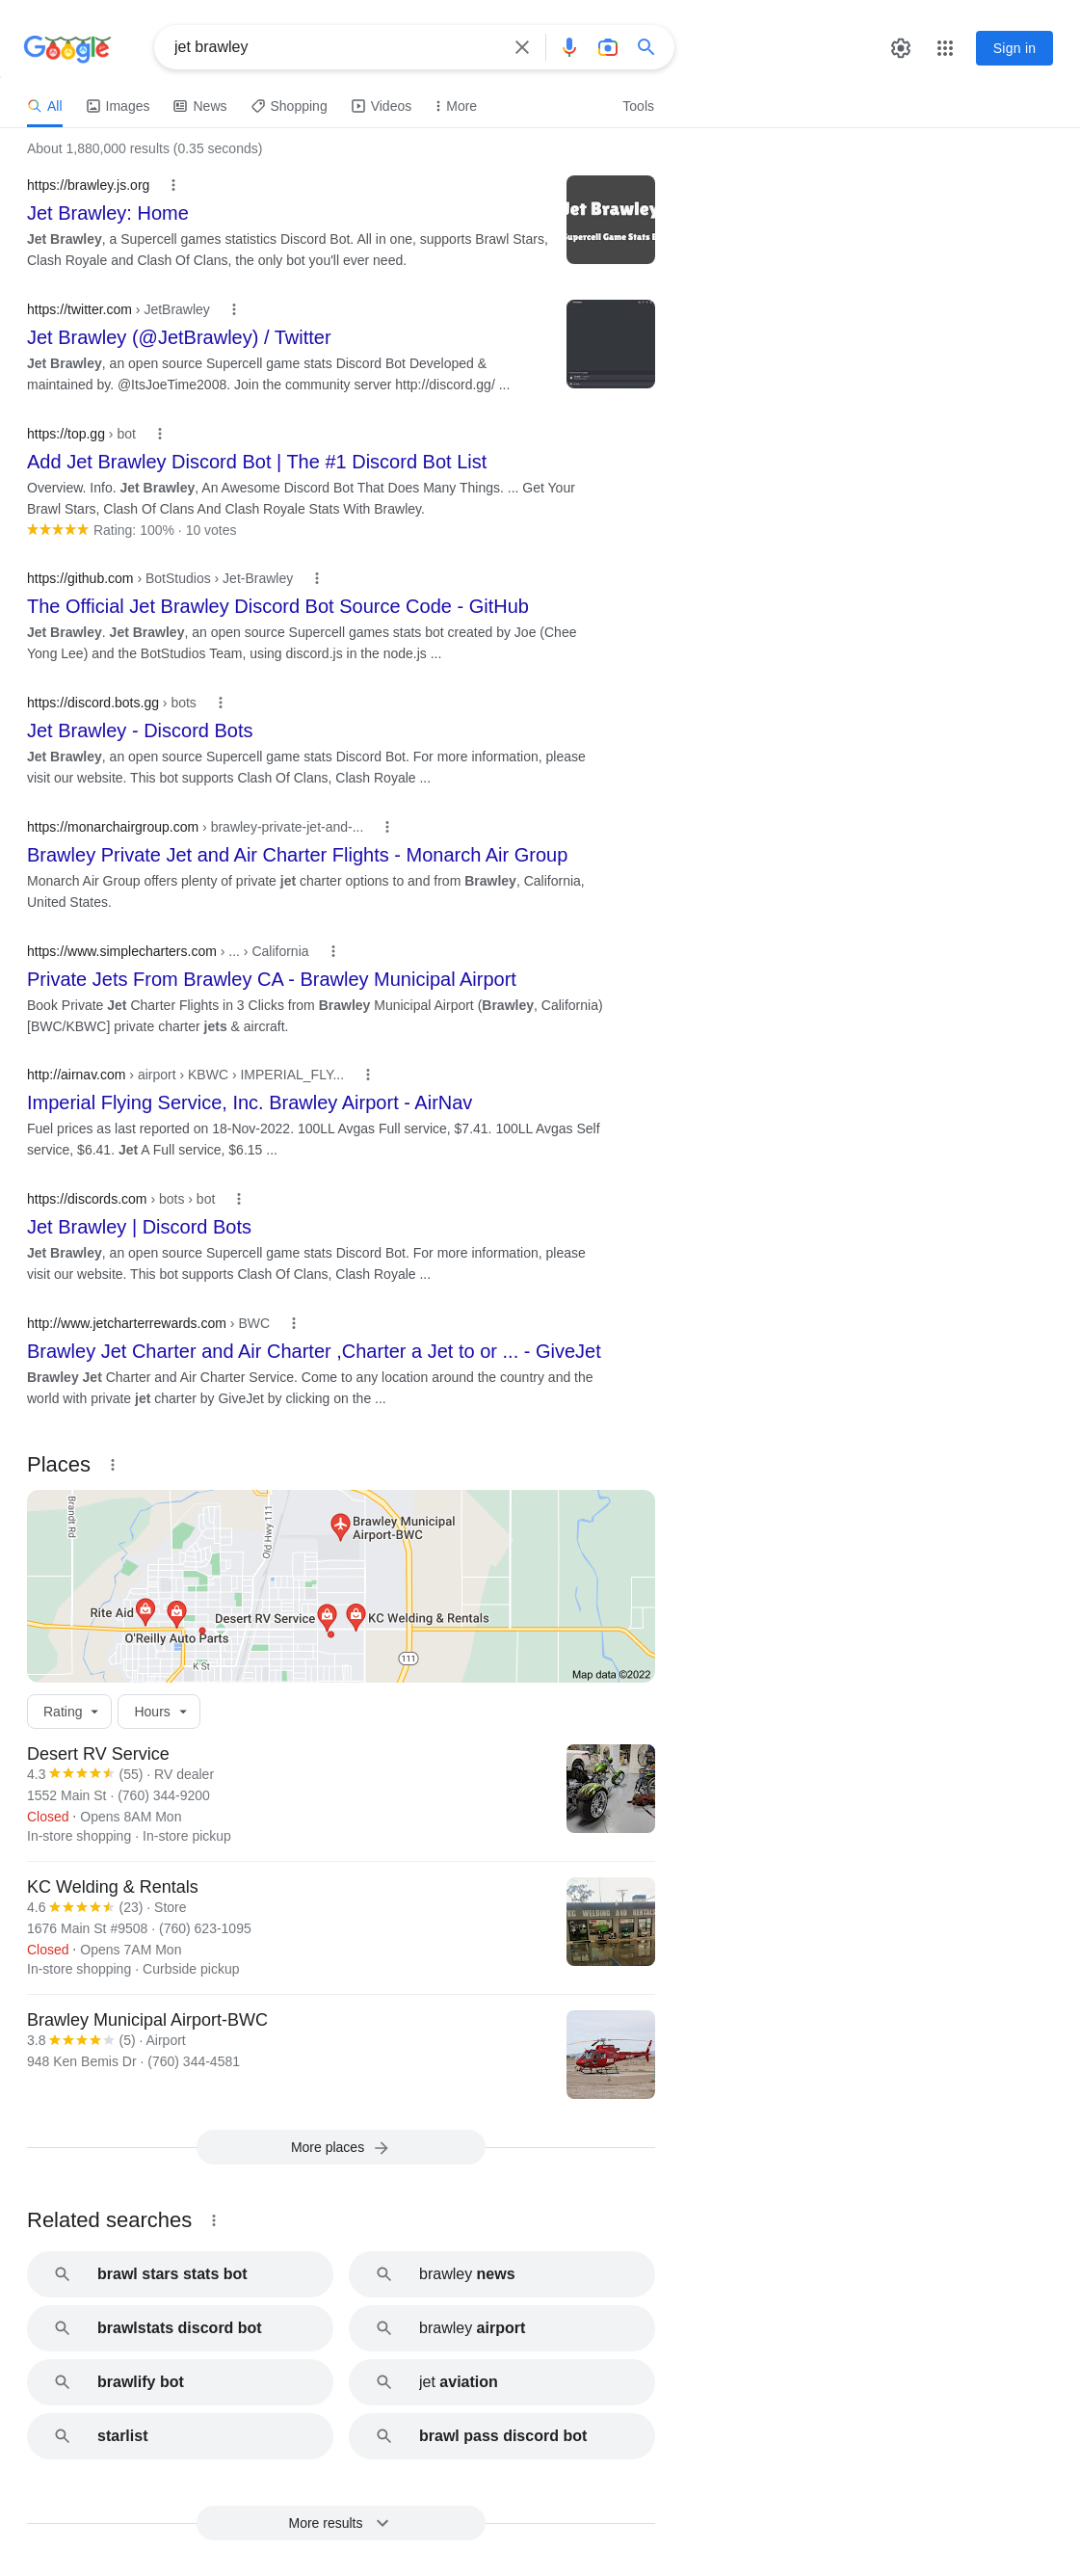 Google
jet brawley
Sign in
All
Images
News
Shopping
Videos
More
Tools
About 1,880,000 results (0.35 seconds)
https://brawley.js.org
Jet Brawley: Home
Jet Brawley, a Supercell games statistics Discord Bot. All in one, supports Brawl Stars,
Clash Royale and Clash Of Clans, the only bot you'll ever need.
Jet Brawley
Supercell Game Stats B
https://twitter.com › JetBrawley
Jet Brawley (@JetBrawley) / Twitter
Jet Brawley, an open source Supercell game stats Discord Bot Developed &
maintained by. @ItsJoeTime2008. Join the community server http://discord.gg/ ...
https://top.gg › bot
Add Jet Brawley Discord Bot | The #1 Discord Bot List
Overview. Info. Jet Brawley, An Awesome Discord Bot That Does Many Things. ... Get Your
Brawl Stars, Clash Of Clans And Clash Royale Stats With Brawley.
Rating: 100% · 10 votes
https://github.com › BotStudios › Jet-Brawley
The Official Jet Brawley Discord Bot Source Code - GitHub
Jet Brawley. Jet Brawley, an open source Supercell games stats bot created by Joe (Chee
Yong Lee) and the BotStudios Team, using discord.js in the node.js ...
https://discord.bots.gg › bots
Jet Brawley - Discord Bots
Jet Brawley, an open source Supercell game stats Discord Bot. For more information, please
visit our website. This bot supports Clash Of Clans, Clash Royale ...
https://monarchairgroup.com › brawley-private-jet-and-...
Brawley Private Jet and Air Charter Flights - Monarch Air Group
Monarch Air Group offers plenty of private jet charter options to and from Brawley, California,
United States.
https://www.simplecharters.com › ... › California
Private Jets From Brawley CA - Brawley Municipal Airport
Book Private Jet Charter Flights in 3 Clicks from Brawley Municipal Airport (Brawley, California)
[BWC/KBWC] private charter jets & aircraft.
http://airnav.com › airport › KBWC › IMPERIAL_FLY...
Imperial Flying Service, Inc. Brawley Airport - AirNav
Fuel prices as last reported on 18-Nov-2022. 100LL Avgas Full service, $7.41. 100LL Avgas Self
service, $6.41. Jet A Full service, $6.15 ...
https://discords.com › bots › bot
Jet Brawley | Discord Bots
Jet Brawley, an open source Supercell game stats Discord Bot. For more information, please
visit our website. This bot supports Clash Of Clans, Clash Royale ...
http://www.jetcharterrewards.com › BWC
Brawley Jet Charter and Air Charter ,Charter a Jet to or ... - GiveJet
Brawley Jet Charter and Air Charter Service. Come to any location around the country and the
world with private jet charter by GiveJet by clicking on the ...
Places
Brandt Rd
Old Hwy 111
Brawley Municipal
Airport-BWC
Rite Aid
O'Reilly Auto Parts
Desert RV Service
KC Welding & Rentals
K St
111
Map data ©2022
Rating
Hours
Desert RV Service
4.3 (55) · RV dealer
1552 Main St · (760) 344-9200
Closed · Opens 8AM Mon
In-store shopping · In-store pickup
KC Welding & Rentals
4.6 (23) · Store
1676 Main St #9508 · (760) 623-1095
Closed · Opens 7AM Mon
In-store shopping · Curbside pickup
KC WELDING AND RENTALS
Brawley Municipal Airport-BWC
3.8 (5) · Airport
948 Ken Bemis Dr · (760) 344-4581
More places
Related searches
brawl stars stats bot
brawley news
brawlstats discord bot
brawley airport
brawlify bot
jet aviation
starlist
brawl pass discord bot
More results